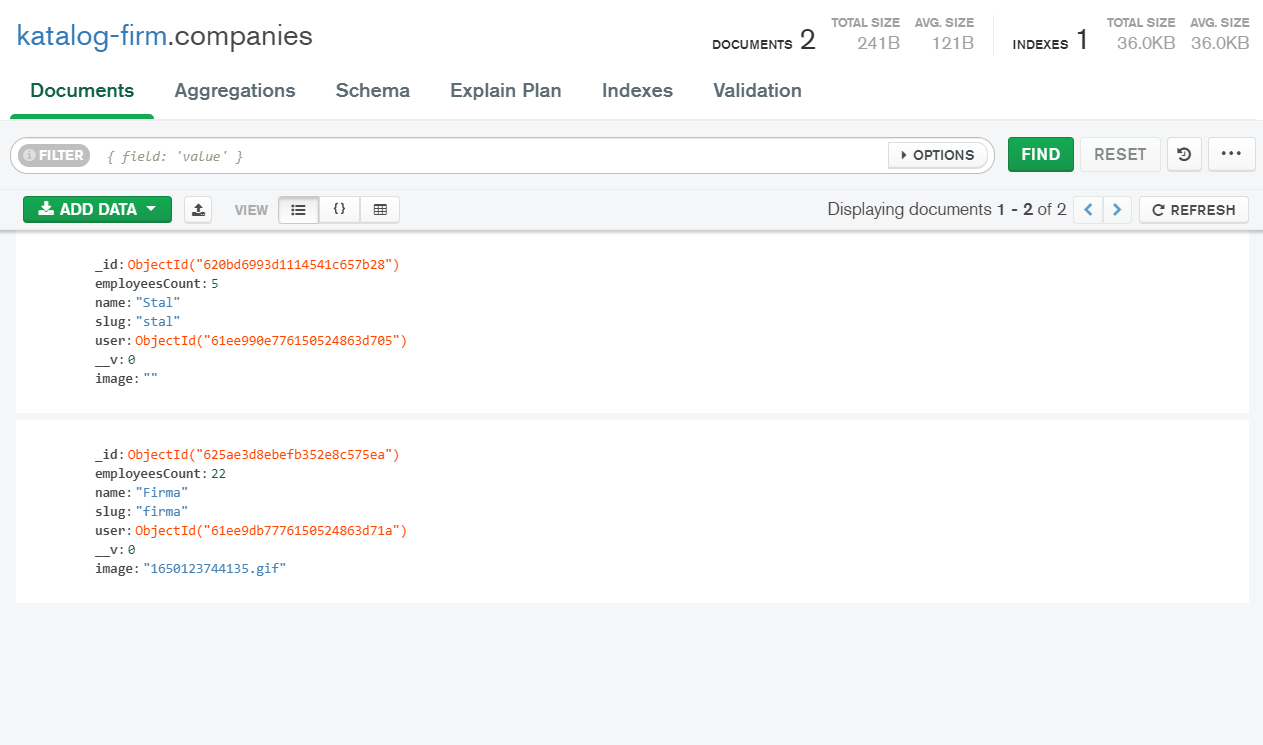 katalog-firm.companies
DOCUMENTS 2 TOTAL SIZE 241B AVG. SIZE 121B INDEXES 1 TOTAL SIZE 36.0KB AVG. SIZE 36.0KB
Documents Aggregations Schema Explain Plan Indexes Validation
FILTER { field: 'value' } OPTIONS FIND RESET ...
ADD DATA VIEW {} Displaying documents 1 - 2 of 2 < > REFRESH
_id: ObjectId("620bd6993d1114541c657b28")
employeesCount: 5
name: "Stal"
slug: "stal"
user: ObjectId("61ee990e776150524863d705")
__v: 0
image: ""
_id: ObjectId("625ae3d8ebefb352e8c575ea")
employeesCount: 22
name: "Firma"
slug: "firma"
user: ObjectId("61ee9db7776150524863d71a")
__v: 0
image: "1650123744135.gif"